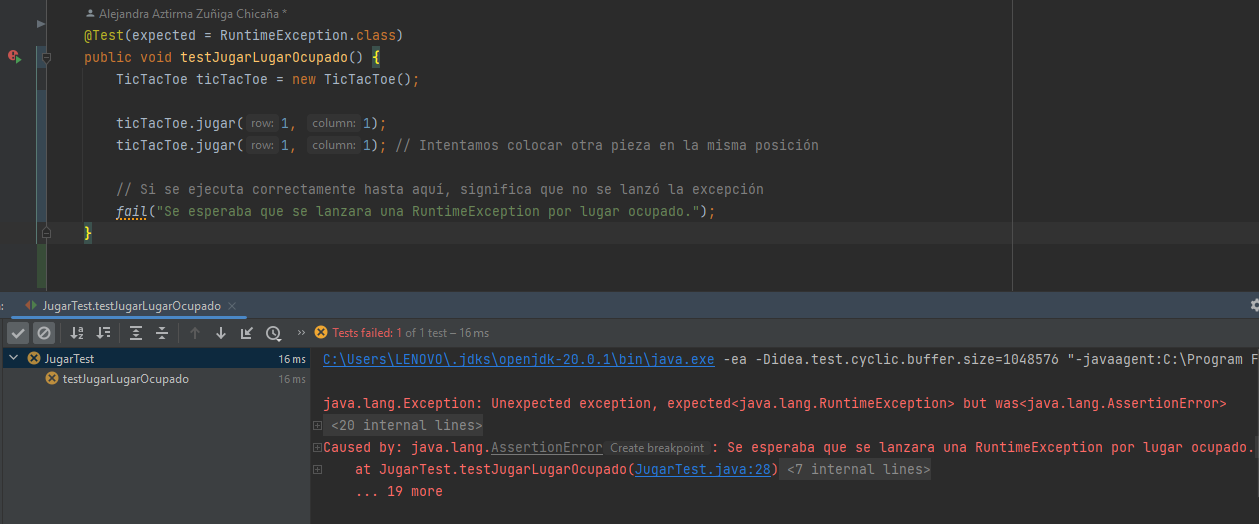 Alejandra Aztirma Zuñiga Chicaña *
@Test(expected = RuntimeException.class)
public void testJugarLugarOcupado() {
TicTacToe ticTacToe = new TicTacToe();
ticTacToe.jugar( row: 1, column: 1);
ticTacToe.jugar( row: 1, column: 1); // Intentamos colocar otra pieza en la misma posición
// Si se ejecuta correctamente hasta aquí, significa que no se lanzó la excepción
fail("Se esperaba que se lanzara una RuntimeException por lugar ocupado.");
}
JugarTest.testJugarLugarOcupado
Tests failed: 1 of 1 test – 16 ms
JugarTest 16 ms
testJugarLugarOcupado 16 ms
C:\Users\LENOVO\.jdks\openjdk-20.0.1\bin\java.exe -ea -Didea.test.cyclic.buffer.size=1048576 "-javaagent:C:\Program F
java.lang.Exception: Unexpected exception, expected<java.lang.RuntimeException> but was<java.lang.AssertionError>
<20 internal lines>
Caused by: java.lang.AssertionError Create breakpoint : Se esperaba que se lanzara una RuntimeException por lugar ocupado.
at JugarTest.testJugarLugarOcupado(JugarTest.java:28) <7 internal lines>
... 19 more